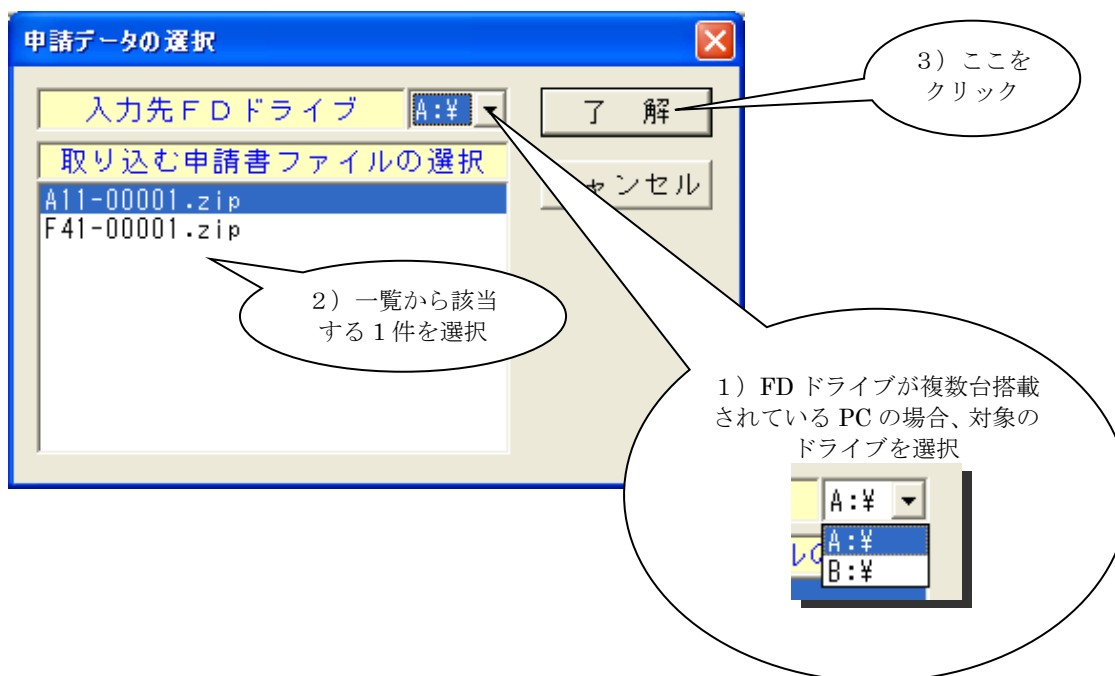 申請データの選択
入力先ＦＤドライブ
A:¥
了　解
取り込む申請書ファイルの選択
ャンセル
A11-00001.zip
F41-00001.zip
３）ここを
クリック
２）一覧から該当
する１件を選択
１）FD ドライブが複数台搭載
されている PC の場合、対象の
ドライブを選択
A:¥
A:¥
ルの
B:¥